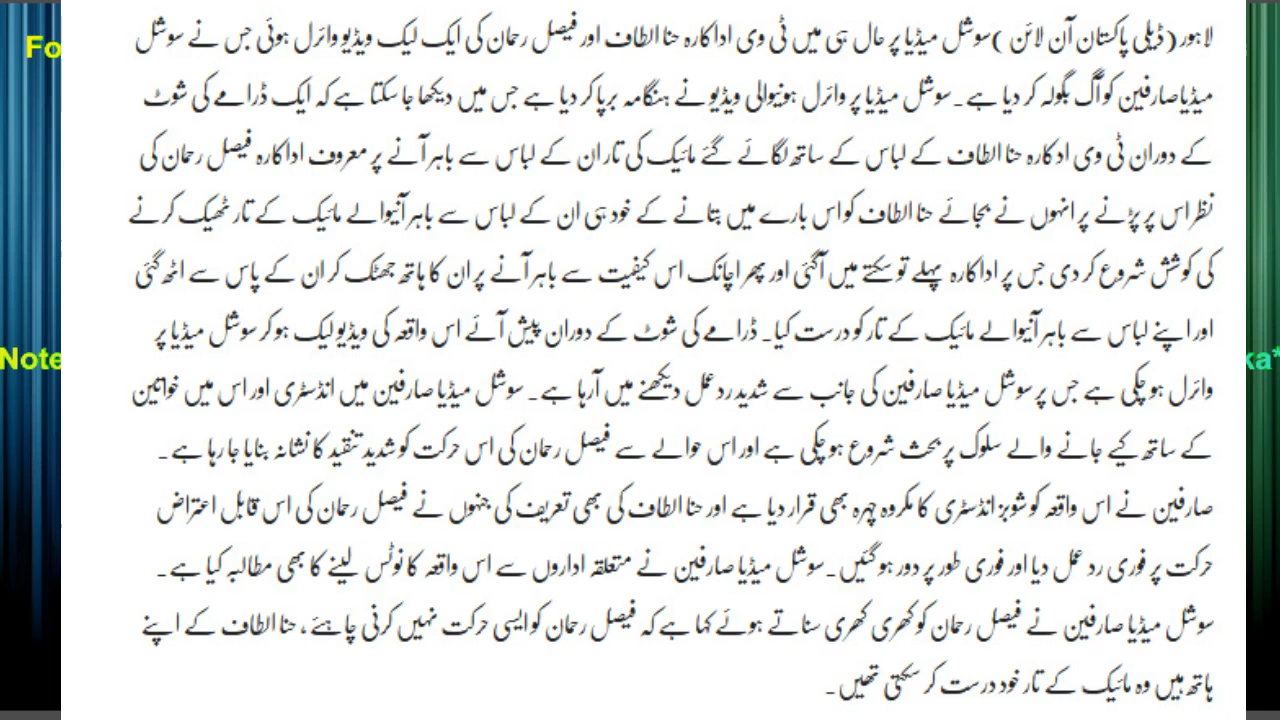 لاہور(ڈیلی پاکستان آن لائن )سوشل میڈیا پر حال ہی میں ٹی وی اداکارہ حنا الطاف اور فیصل رحمان کی ایک لیک ویڈیو وائرل ہوئی جس نے سوشل
میڈیاصارفین کو آگ بگولہ کر دیا ہے۔سوشل میڈیا پر وائرل ہونیوالی ویڈیو نے ہنگامہ برپا کر دیا ہے جس میں دیکھا جا سکتا ہے کہ ایک ڈرامے کی شوٹ
کے دوران ٹی وی ادکارہ حنا الطاف کے لباس کے ساتھ لگائے گئے مائیک کی تار ان کے لباس سے باہر آنے پر معروف اداکارہ فیصل رحمان کی
نظر اس پر پڑنے پر انہوں نے بجائے حنا الطاف کو اس بارے میں بتانے کے خود ہی ان کے لباس سے باہر آنیوالے مائیک کے تار ٹھیک کرنے
کی کوشش شروع کر دی جس پر اداکارہ پہلے تو سکتے میں آگئی اور پھر اچانک اس کیفیت سے باہر آنے پر ان کا ہاتھ جھٹک کر ان کے پاس سے اٹھ گئی
اور اپنے لباس سے باہر آنیوالے مائیک کے تار کو درست کیا۔ ڈرامے کی شوٹ کے دوران پیش آئے اس واقعہ کی ویڈیو لیک ہو کر سوشل میڈیا پر
وائرل ہو چکی ہے جس پر سوشل میڈیا صارفین کی جانب سے شدید ردعمل دیکھنے میں آرہا ہے۔ سوشل میڈیا صارفین میں انڈسٹری اور اس میں خواتین
کے ساتھ کیے جانے والے سلوک پر بحث شروع ہو چکی ہے اور اس حوالے سے فیصل رحمان کی اس حرکت کو شدید تنقید کا نشانہ بنایا جا رہا ہے۔
صارفین نے اس واقعہ کو شوبز انڈسٹری کا مکروہ چہرہ بھی قرار دیا ہے اور حنا الطاف کی بھی تعریف کی جنہوں نے فیصل رحمان کی اس قابل اعتراض
حرکت پر فوری رد عمل دیا اور فوری طور پر دور ہو گئیں۔سوشل میڈیا صارفین نے متعلقہ اداروں سے اس واقعہ کا نوٹس لینے کا بھی مطالبہ کیا ہے۔
سوشل میڈیا صارفین نے فیصل رحمان کو کھری کھری سناتے ہوئے کہا ہے کہ فیصل رحمان کو ایسی حرکت نہیں کرنی چاہئے ، حنا الطاف کے اپنے
ہاتھ ہیں وہ مائیک کے تار خود درست کر سکتی تھیں۔
Fo
Note
ka*